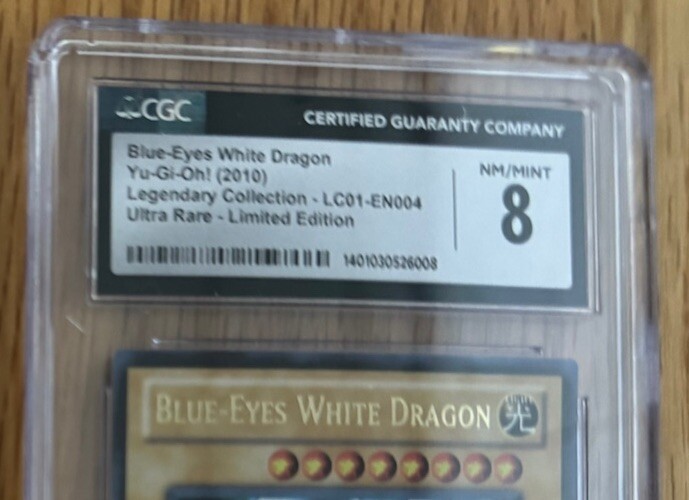 CGC
CERTIFIED GUARANTY COMPANY
Blue-Eyes White Dragon
Yu-Gi-Oh! (2010)
Legendary Collection - LC01-EN004
Ultra Rare - Limited Edition
1401030526008
NM/MINT
8
BLUE-EYES WHITE DRAGON
LIGHT
光